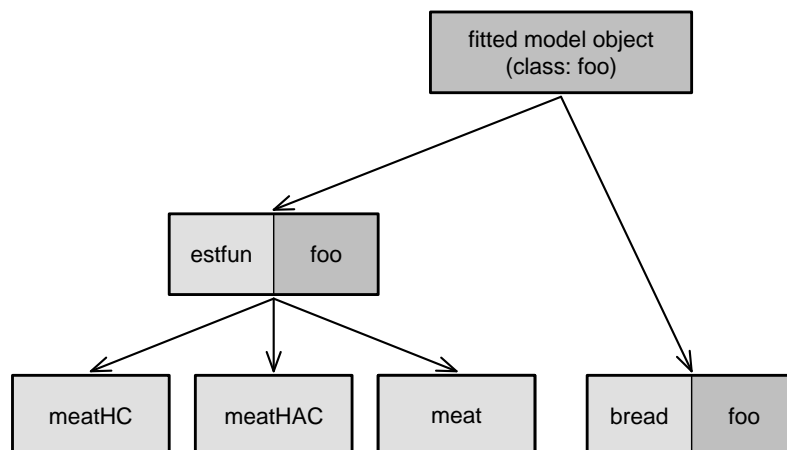 fitted model object
(class: foo)
estfun foo
meatHC meatHAC meat bread foo